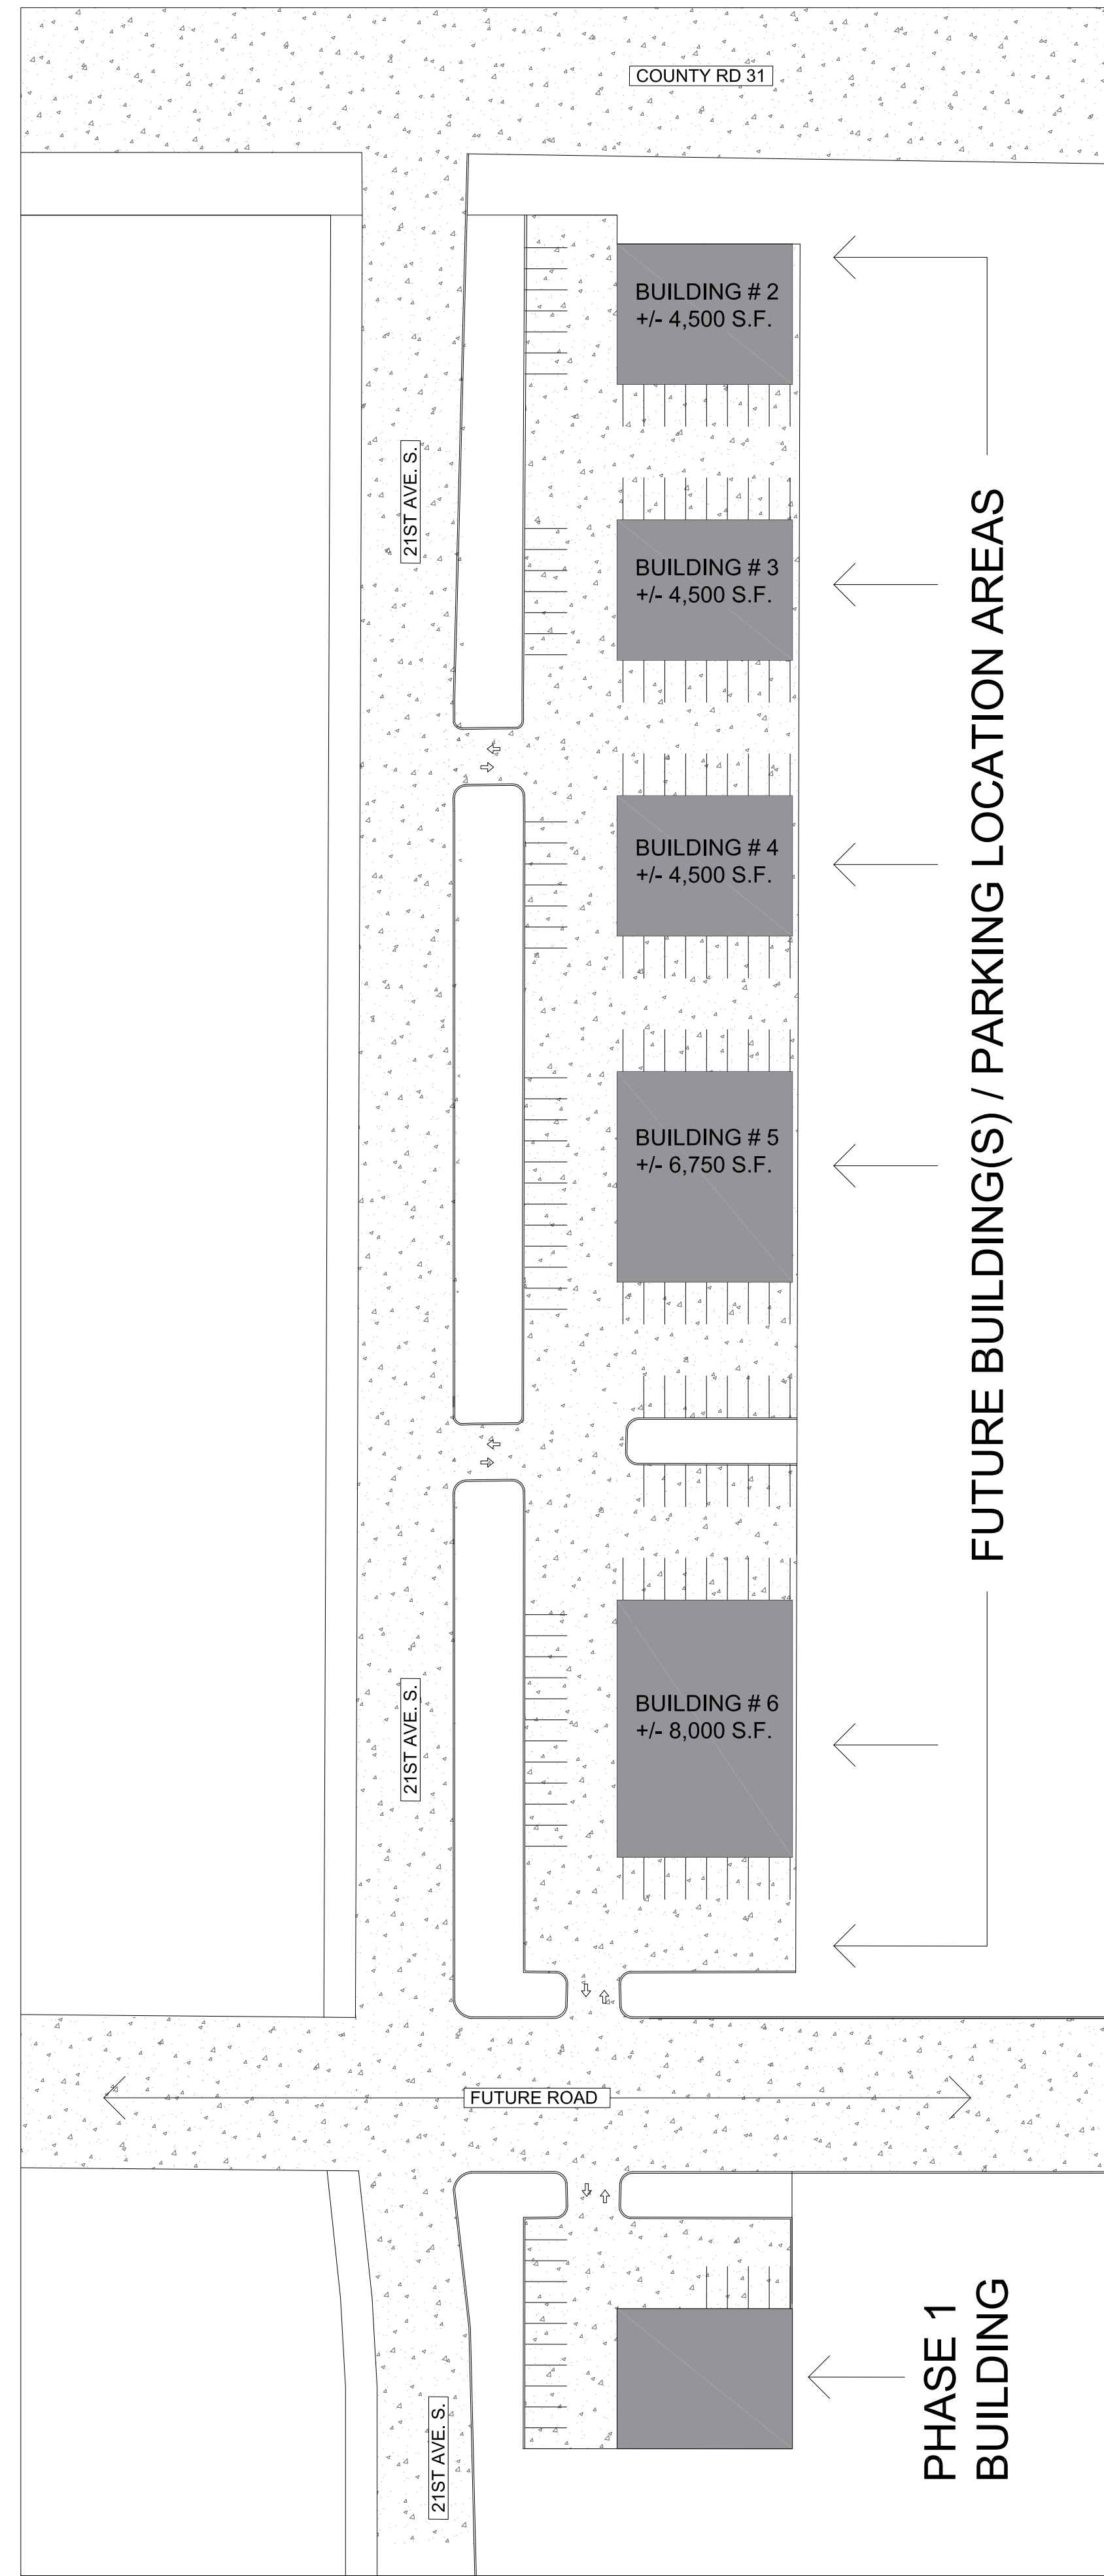 COUNTY RD 31
BUILDING # 2
+/- 4,500 S.F.
21ST AVE. S.
BUILDING # 3
+/- 4,500 S.F.
BUILDING # 4
+/- 4,500 S.F.
FUTURE BUILDING(S) / PARKING LOCATION AREAS
BUILDING # 5
+/- 6,750 S.F.
21ST AVE. S.
BUILDING # 6
+/- 8,000 S.F.
FUTURE ROAD
PHASE 1
BUILDING
21ST AVE. S.